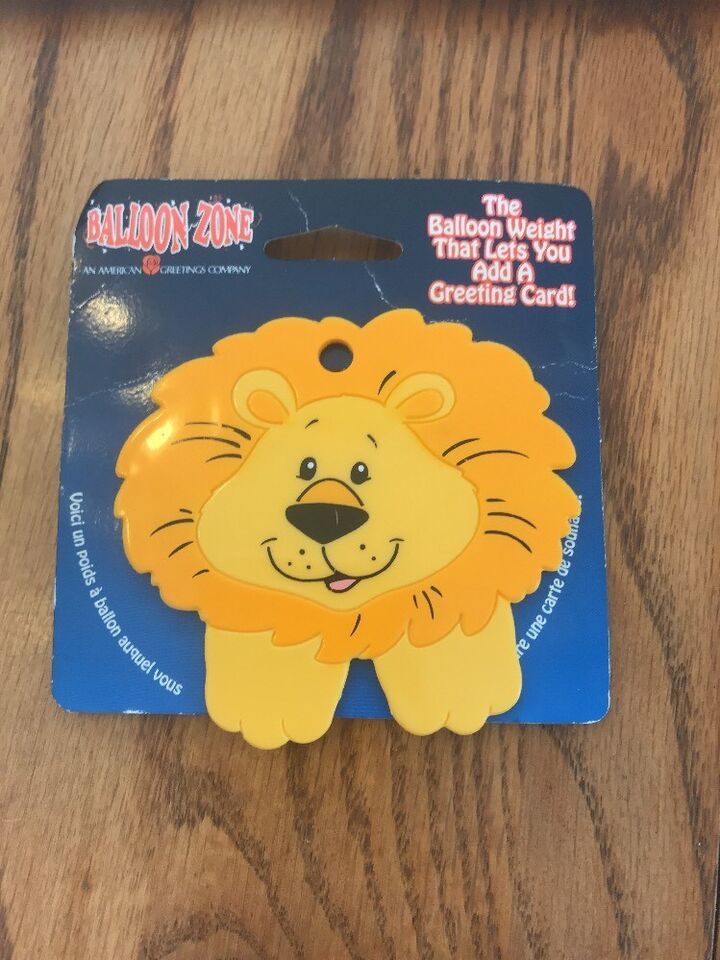 BALLOON ZONE
AN AMERICAN GREETINGS COMPANY
The
Balloon Weight
That Lets You
Add A
Greeting Card!
Voici un poids à ballon auquel vous
re une carte de